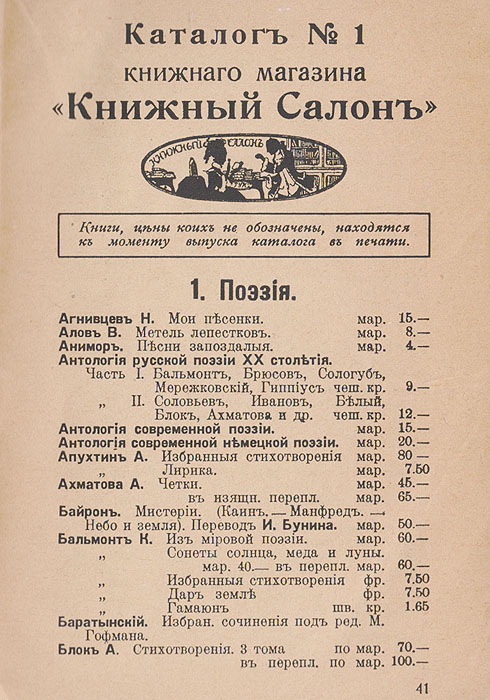 Каталогъ № 1
книжнаго магазина
«Книжный Салонъ»
КНИЖНЫЙ САЛОНЪ
Книги, цѣны коихъ не обозначены, находятся
къ моменту выпуска каталога въ печати.
1. Поэзія.
Агнивцевъ Н. Мои пѣсенки. мар. 15.—
Аловъ В. Метель лепестковъ. мар. 8.—
Аниморъ. Пѣсни запоздалыя. мар. 4.—
Антологія русской поэзіи XX столѣтія.
Часть I. Бальмонтъ, Брюсовъ, Сологубъ,
Мережковскій, Гиппіусъ чеш. кр. 9.—
„ II. Соловьевъ, Ивановъ, Бѣлый,
Блокъ, Ахматова и др. чеш. кр. 12.—
Антологія современной поэзіи. мар. 15.—
Антологія современной нѣмецкой поэзіи. мар. 20.—
Апухтинъ А. Избранныя стихотворенія мар. 80 —
„ Лирика. мар. 7.50
Ахматова А. Четки. мар. 45.—
въ изящн. перепл. мар. 65.—
Байронъ. Мистеріи. (Каинъ. — Манфредъ. —
Небо и земля). Переводъ И. Бунина. мар. 50.—
Бальмонтъ К. Изъ міровой поэзіи. мар. 60.—
„ Сонеты солнца, меда и луны.
мар. 40.— въ перепл. мар. 60.—
„ Избранныя стихотворенія фр. 7.50
„ Даръ землѣ фр. 7.50
„ Гамаюнъ шв. кр. 1.65
Баратынскій. Избран. сочиненія подъ ред. М.
Гофмана.
Блокъ А. Стихотворенія. 3 тома по мар. 70.—
въ перепл. по мар. 100.—
41